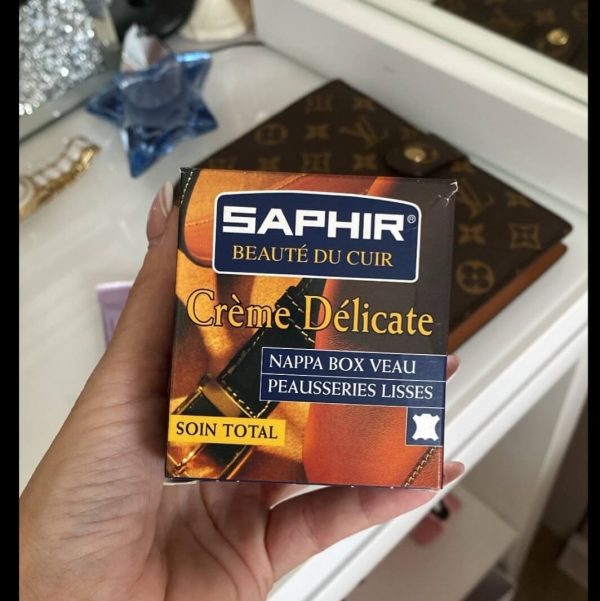 SAPHIR®
BEAUTÉ DU CUIR
Crème Délicate
NAPPA BOX VEAU
PEAUSSERIES LISSES
SOIN TOTAL